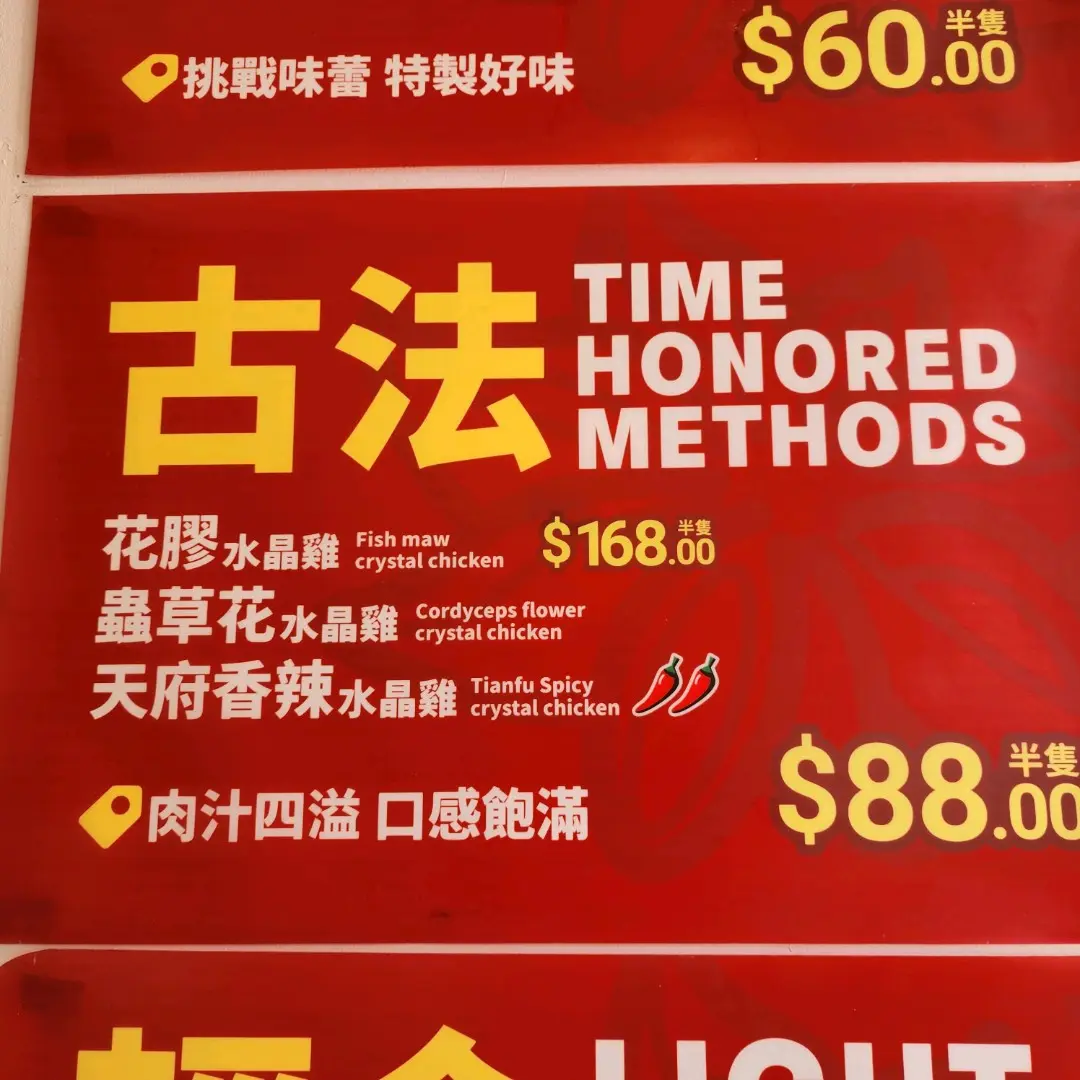 $60.00 半隻
挑戰味蕾 特製好味
古法 TIME HONORED METHODS
花膠水晶雞 Fish maw crystal chicken $168.00 半隻
蟲草花水晶雞 Cordyceps flower crystal chicken
天府香辣水晶雞 Tianfu Spicy crystal chicken
$88.00 半隻
肉汁四溢 口感飽滿
LIGHT